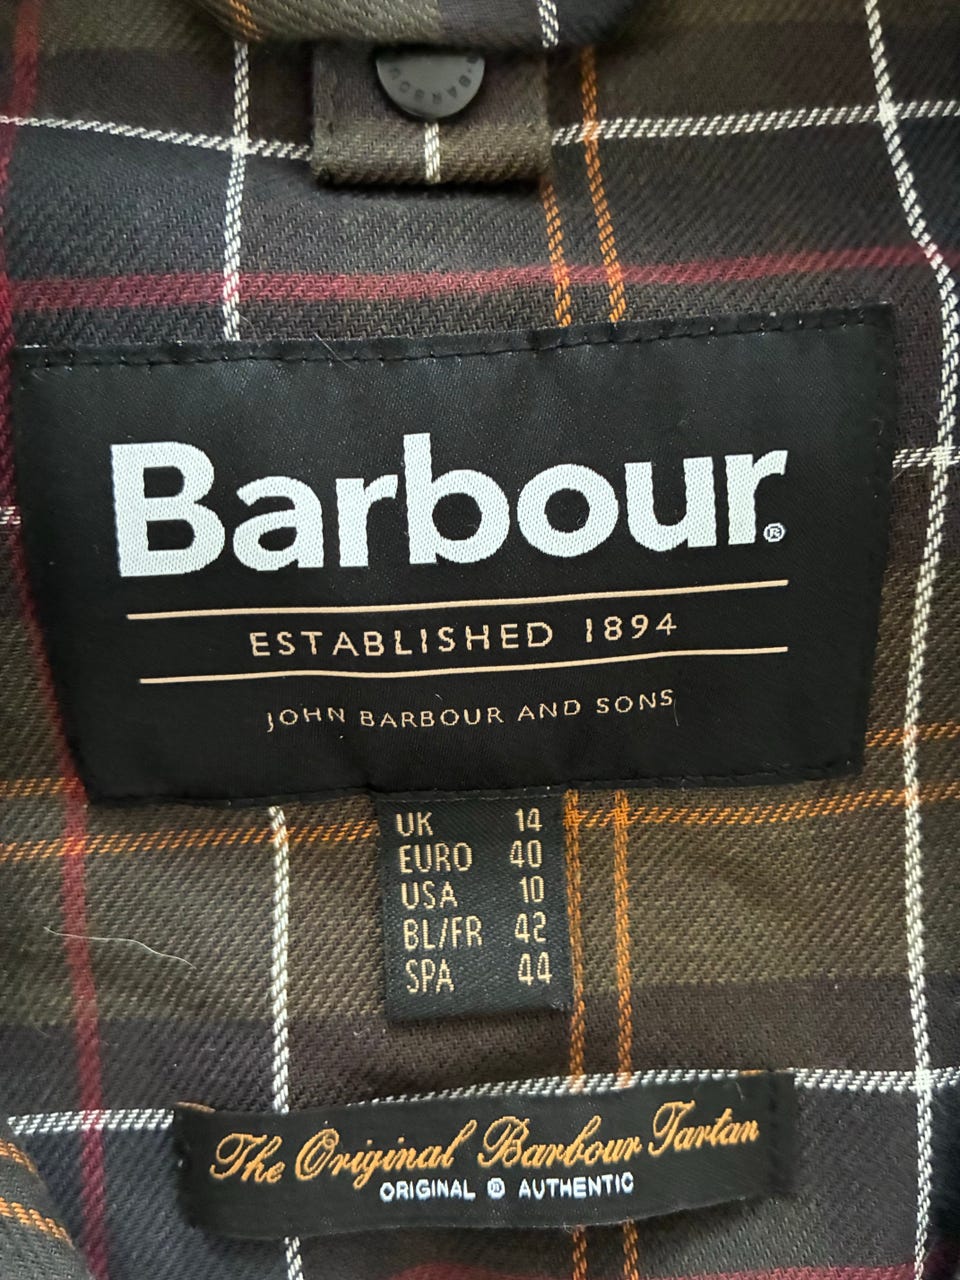 BARBOU
Barbour®
ESTABLISHED 1894
JOHN BARBOUR AND SONS
UK 14
EURO 40
USA 10
BL/FR 42
SPA 44
The Original Barbour Tartan
ORIGINAL ® AUTHENTIC